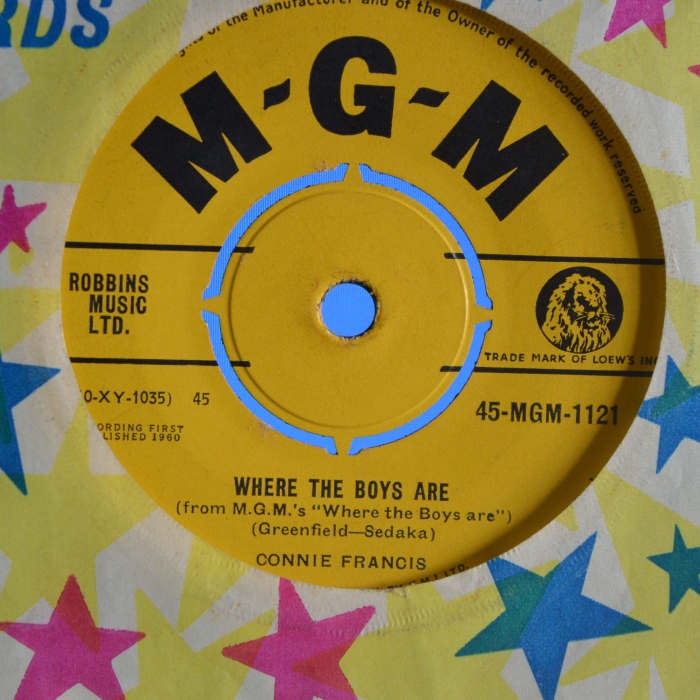 RDS
of the Manufacturer and of the Owner of the recorded work reserved
M-G-M
ROBBINS
MUSIC
LTD.
TRADE MARK OF LOEW'S INC
0-XY-1035) 45
45-MGM-1121
ORDING FIRST
LISHED 1960
WHERE THE BOYS ARE
(from M.G.M.'s "Where the Boys are")
(Greenfield—Sedaka)
CONNIE FRANCIS
LTD.